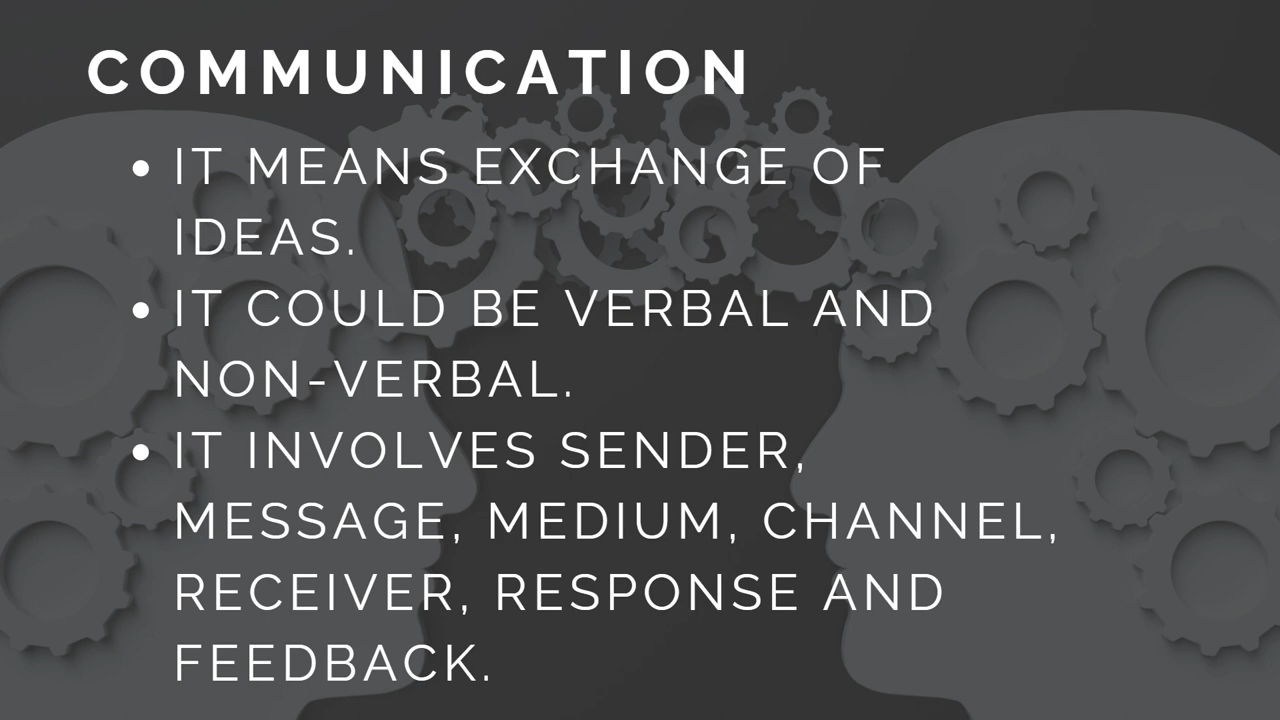 COMMUNICATION
• IT MEANS EXCHANGE OF
IDEAS.
• IT COULD BE VERBAL AND
NON-VERBAL.
• IT INVOLVES SENDER,
MESSAGE, MEDIUM, CHANNEL,
RECEIVER, RESPONSE AND
FEEDBACK.